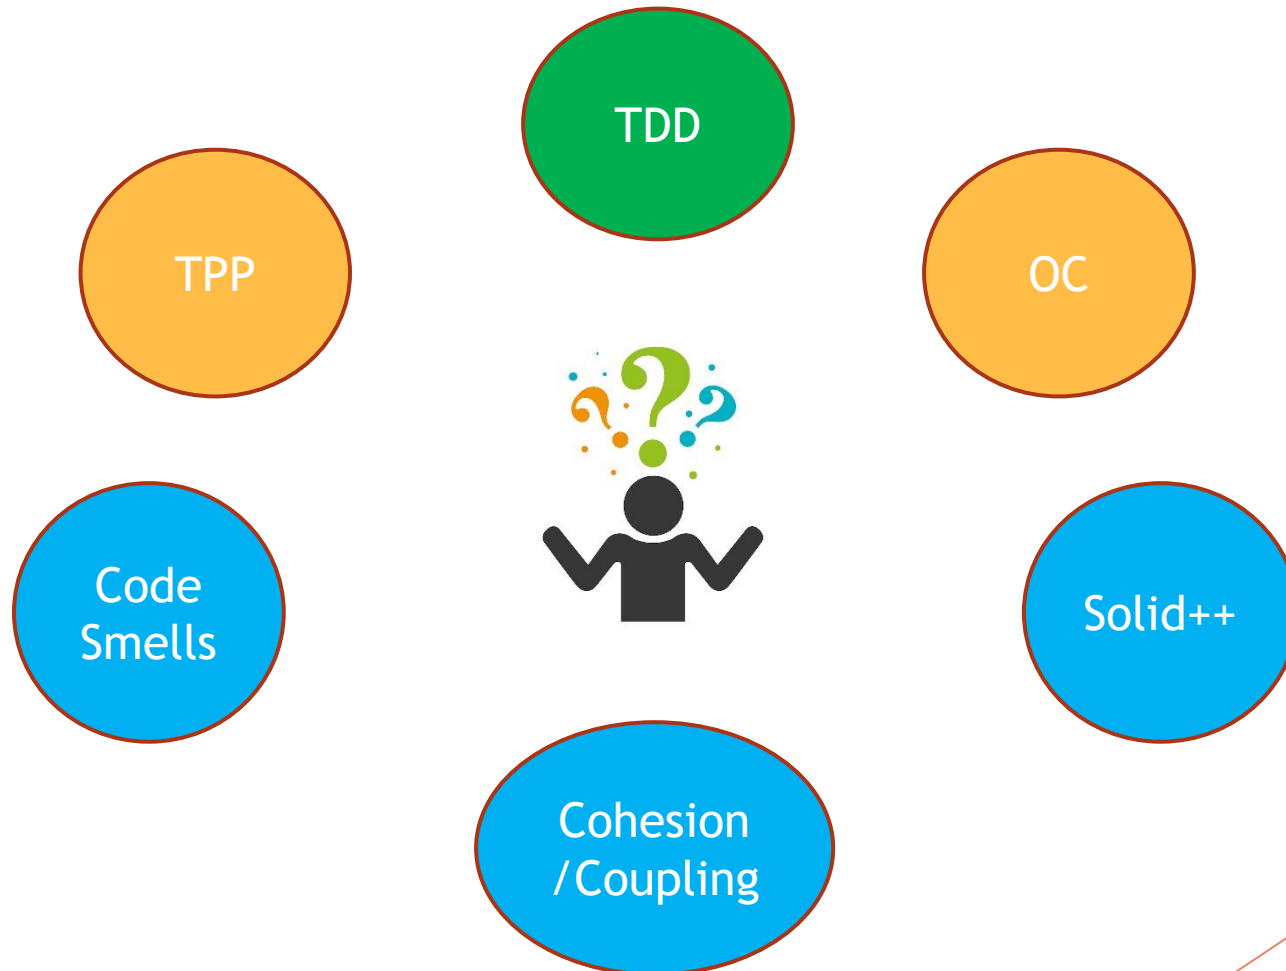 TDD
TPP
OC
Code
Smells
Solid++
Cohesion
/Coupling